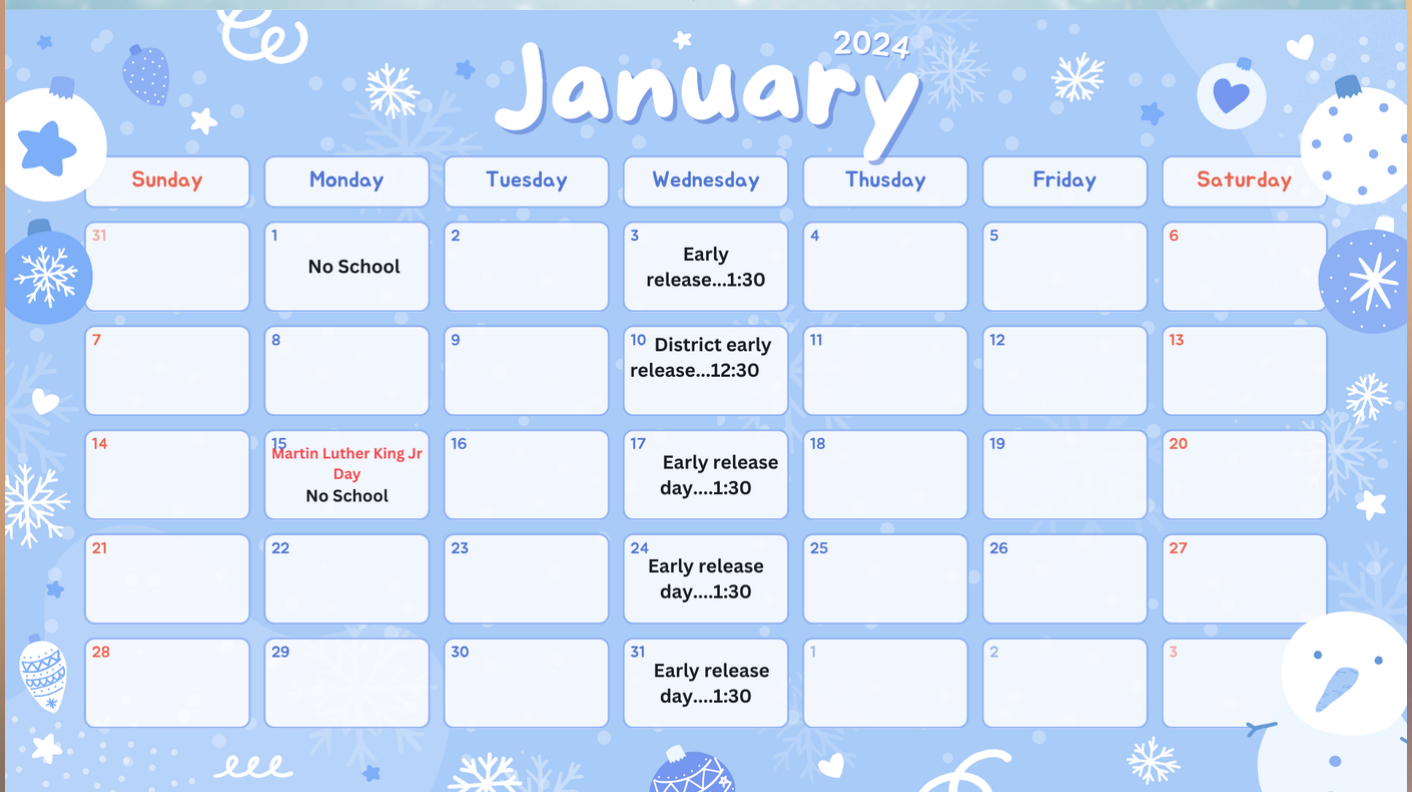 2024
January
Sunday Monday Tuesday Wednesday Thusday Friday Saturday
31 1 2 3 4 5 6
No School
Early
release...1:30
7 8 9 10 11 12 13
District early
release...12:30
14 15 16 17 18 19 20
Martin Luther King Jr
Day
No School
Early release
day....1:30
21 22 23 24 25 26 27
Early release
day....1:30
28 29 30 31 1 2 3
Early release
day....1:30